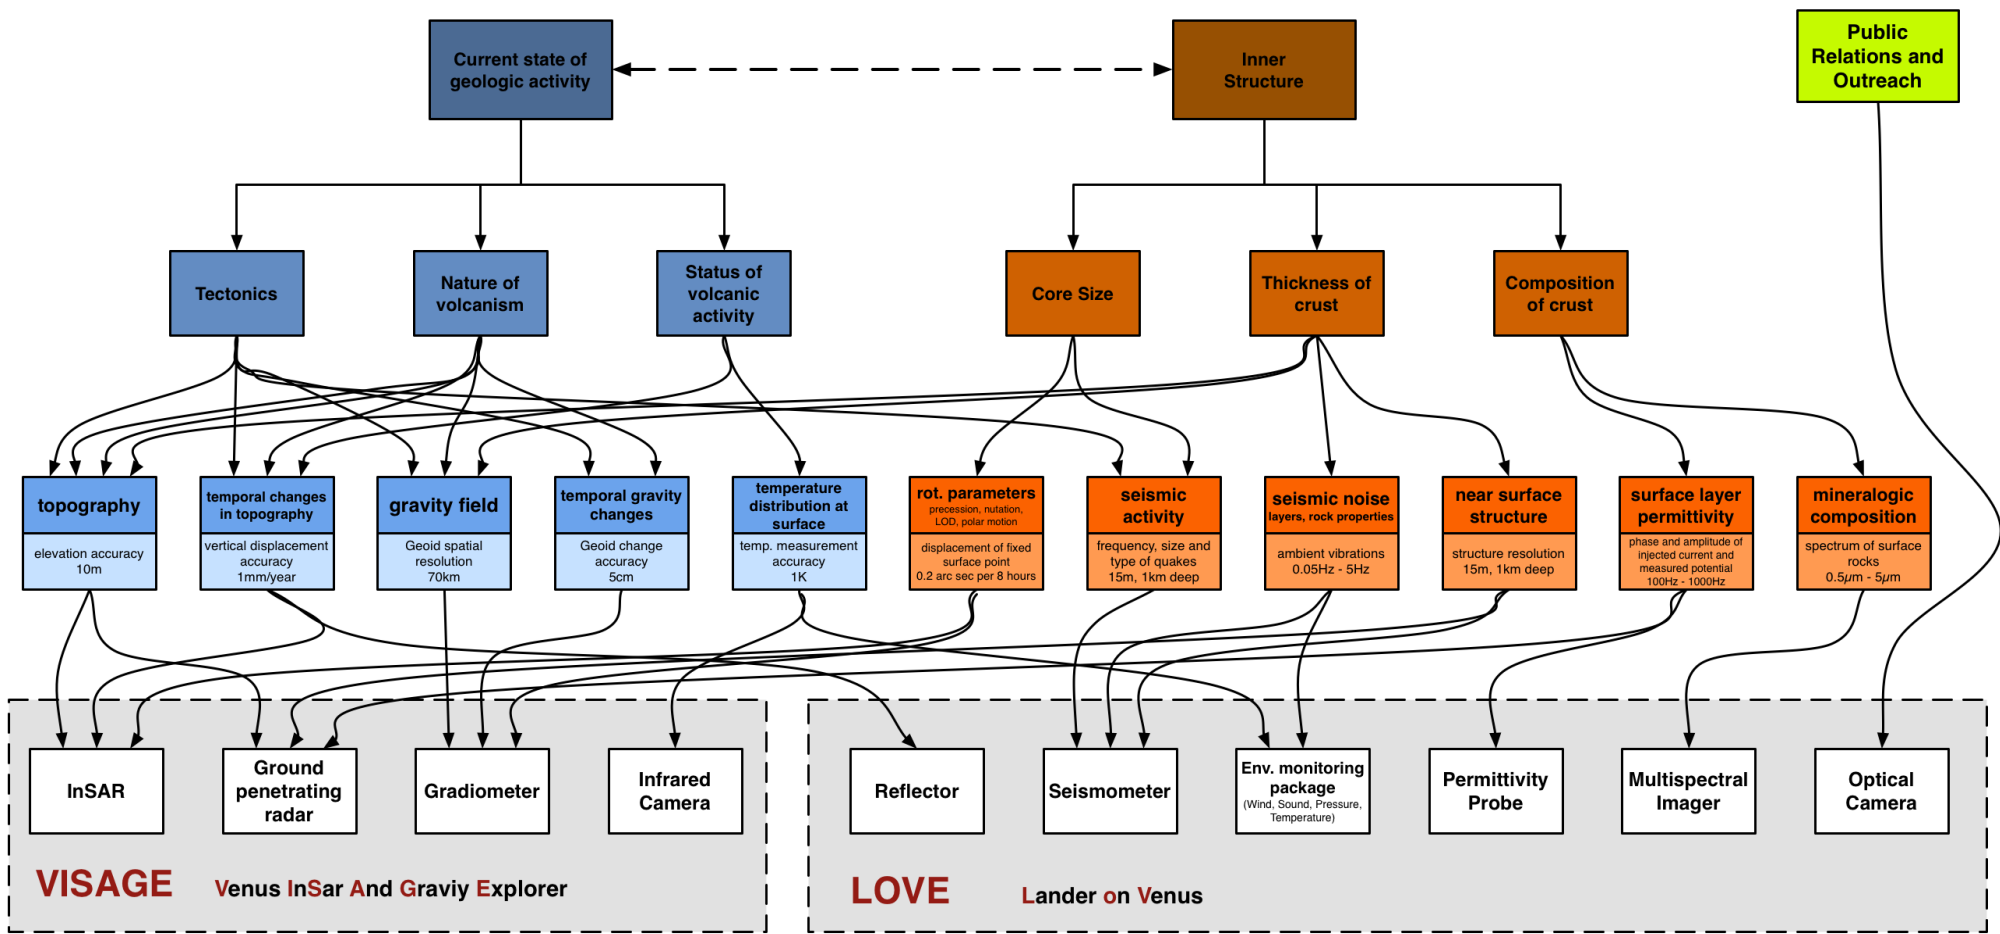 Current state of
geologic activity
Inner
Structure
Public
Relations and
Outreach
Tectonics
Nature of
volcanism
Status of
volcanic
activity
Core Size
Thickness of
crust
Composition
of crust
topography
elevation accuracy
10m
temporal changes
in topography
vertical displacement
accuracy
1mm/year
gravity field
Geoid spatial
resolution
70km
temporal gravity
changes
Geoid change
accuracy
5cm
temperature
distribution at
surface
temp. measurement
accuracy
1K
rot. parameters
precession, nutation,
LOD, polar motion
displacement of fixed
surface point
0.2 arc sec per 8 hours
seismic
activity
frequency, size and
type of quakes
15m, 1km deep
seismic noise
layers, rock properties
ambient vibrations
0.05Hz - 5Hz
near surface
structure
structure resolution
15m, 1km deep
surface layer
permittivity
phase and amplitude of
injected current and
measured potential
100Hz - 1000Hz
mineralogic
composition
spectrum of surface
rocks
0.5µm - 5µm
InSAR
Ground
penetrating
radar
Gradiometer
Infrared
Camera
Reflector
Seismometer
Env. monitoring
package
(Wind, Sound, Pressure,
Temperature)
Permittivity
Probe
Multispectral
Imager
Optical
Camera
VISAGE
Venus InSar And Graviy Explorer
LOVE
Lander on Venus